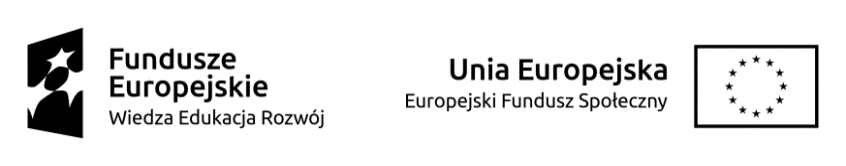 Fundusze
Europejskie
Wiedza Edukacja Rozwój
Unia Europejska
Europejski Fundusz Społeczny